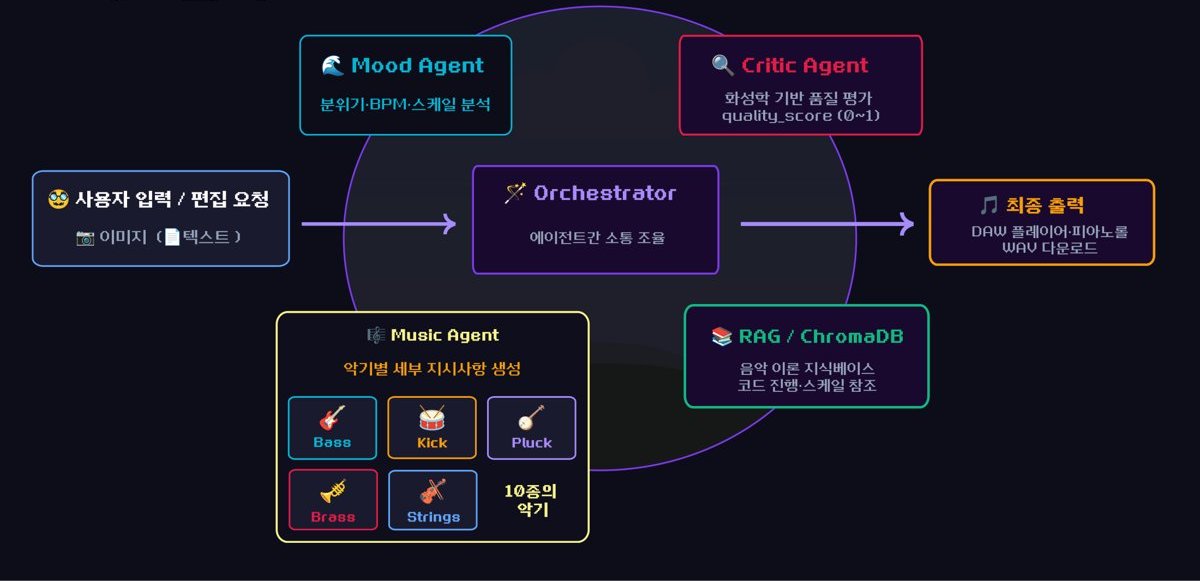 Mood Agent
분위기·BPM·스케일 분석
Critic Agent
화성학 기반 품질 평가
quality_score (0~1)
사용자 입력 / 편집 요청
이미지 (텍스트 )
Orchestrator
에이전트간 소통 조율
최종 출력
DAW 플레이어·피아노롤
WAV 다운로드
Music Agent
악기별 세부 지시사항 생성
Bass
Kick
Pluck
Brass
Strings
10종의
악기
RAG / ChromaDB
음악 이론 지식베이스
코드 진행·스케일 참조